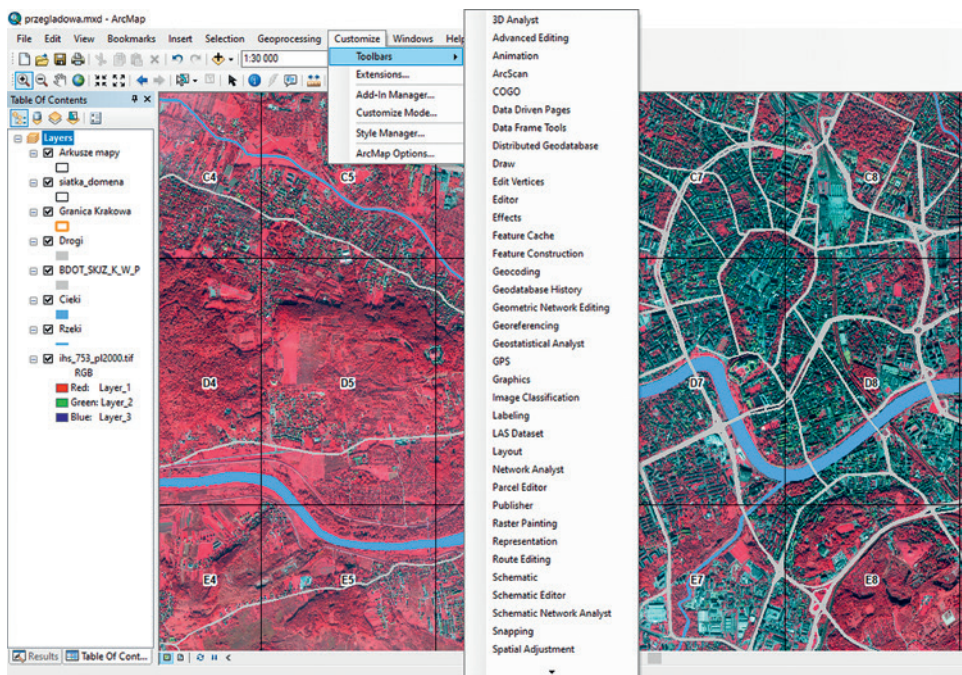 przegladowa.mxd - ArcMap
File Edit View Bookmarks Insert Selection Geoprocessing Customize Windows Help
1:30 000
Table Of Contents
Layers
Arkusze mapy
siatka_domena
Granica Krakowa
Drogi
BDOT_SKJZ_K_W_P
Cieki
Rzeki
ihs_753_pl2000.tif
RGB
Red: Layer_1
Green: Layer_2
Blue: Layer_3
Results Table Of Cont...
Toolbars
Extensions...
Add-In Manager...
Customize Mode...
Style Manager...
ArcMap Options...
3D Analyst
Advanced Editing
Animation
ArcScan
COGO
Data Driven Pages
Data Frame Tools
Distributed Geodatabase
Draw
Edit Vertices
Editor
Effects
Feature Cache
Feature Construction
Geocoding
Geodatabase History
Geometric Network Editing
Georeferencing
Geostatistical Analyst
GPS
Graphics
Image Classification
Labeling
LAS Dataset
Layout
Network Analyst
Parcel Editor
Publisher
Raster Painting
Representation
Route Editing
Schematic
Schematic Editor
Schematic Network Analyst
Snapping
Spatial Adjustment
C4 C5 C7 C8
D4 D5 D7 D8
E4 E5 E7 E8